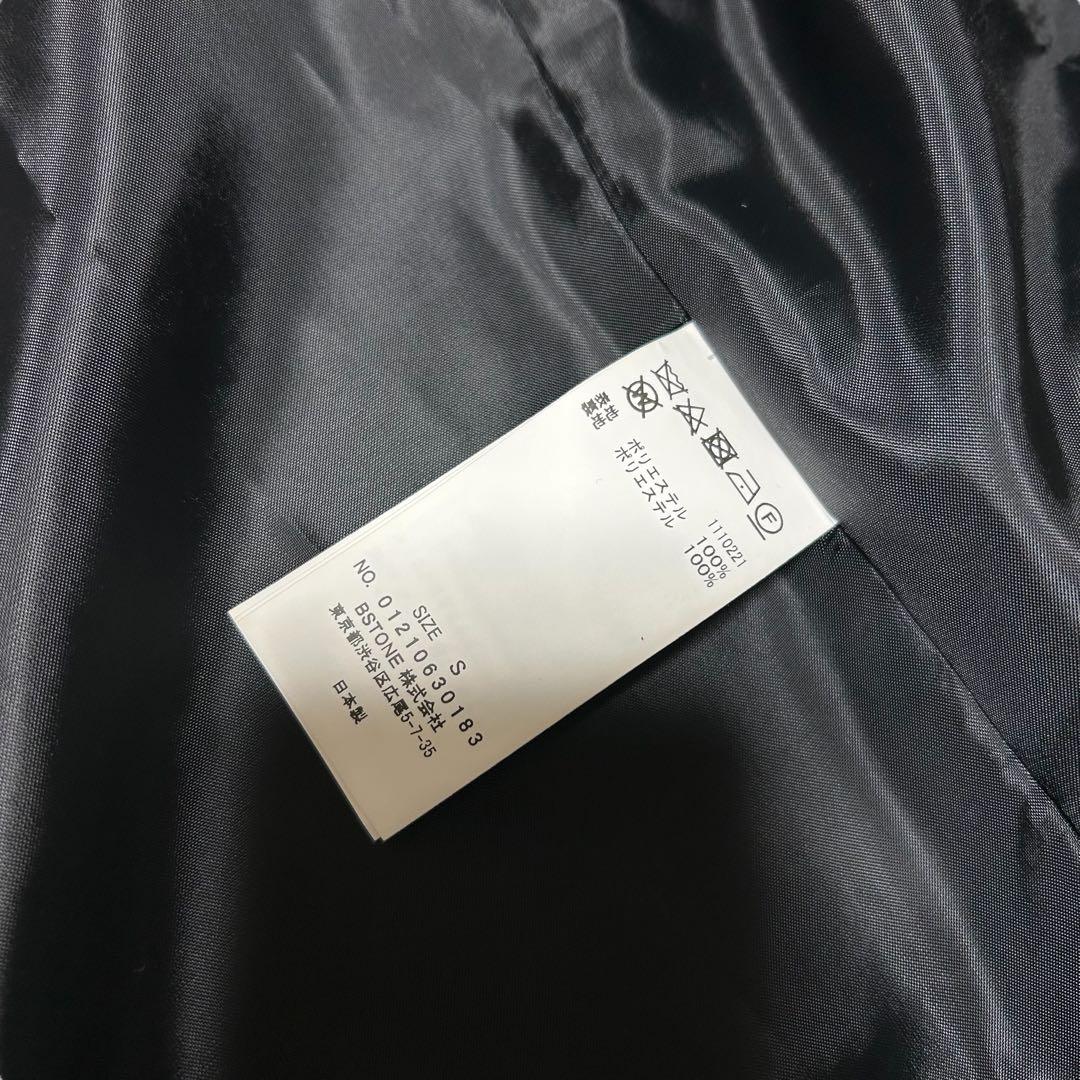 1110221
表地 ポリエステル 100%
裏地 ポリエステル 100%
SIZE S
NO. 01210630183
BSTONE 株式会社
東京都渋谷区広尾5-7-35
日本製
W
F